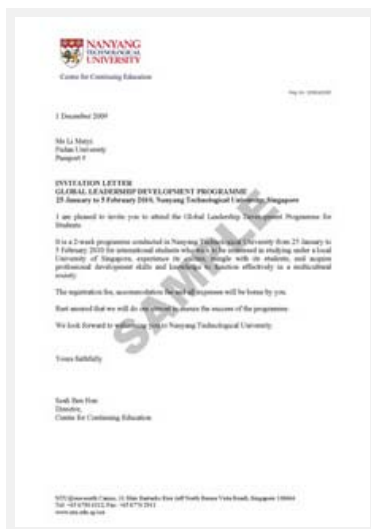 NANYANG
TECHNOLOGICAL
UNIVERSITY
Centre for Continuing Education
1 December 2009
Ms Li Manyi
Fudan University
Passport #
INVITATION LETTER
GLOBAL LEADERSHIP DEVELOPMENT PROGRAMME
25 January to 5 February 2010, Nanyang Technological University, Singapore
I am pleased to invite you to attend the Global Leadership Development Programme for
Students.
It is a 2-week programme conducted in Nanyang Technological University from 25 January to
5 February 2010 for international students who to be immersed in studying under a local
University of Singapore, experience its culture, mingle with its students, and acquire
professional development skills and knowledge to function effectively in a multicultural
society.
The registration fee, accommodation fee and all expenses will be borne by you.
Rest assured that we will do our utmost to ensure the success of the programme.
We look forward to welcoming you to Nanyang Technological University.
Yours faithfully
Director,
Centre for Continuing Education
SAMPLE
www.ntu.edu.sg/cce